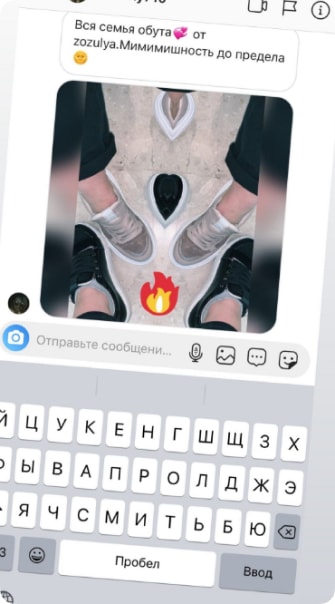 Вся семья обута💞 от
zozulya.Мимимишность до предела
🌝
Отправьте сообщени...
Й Ц У К Е Н Г Ш Щ З Х
Ф Ы В А П Р О Л Д Ж Э
Я Ч С М И Т Ь Б Ю
Пробел
Ввод